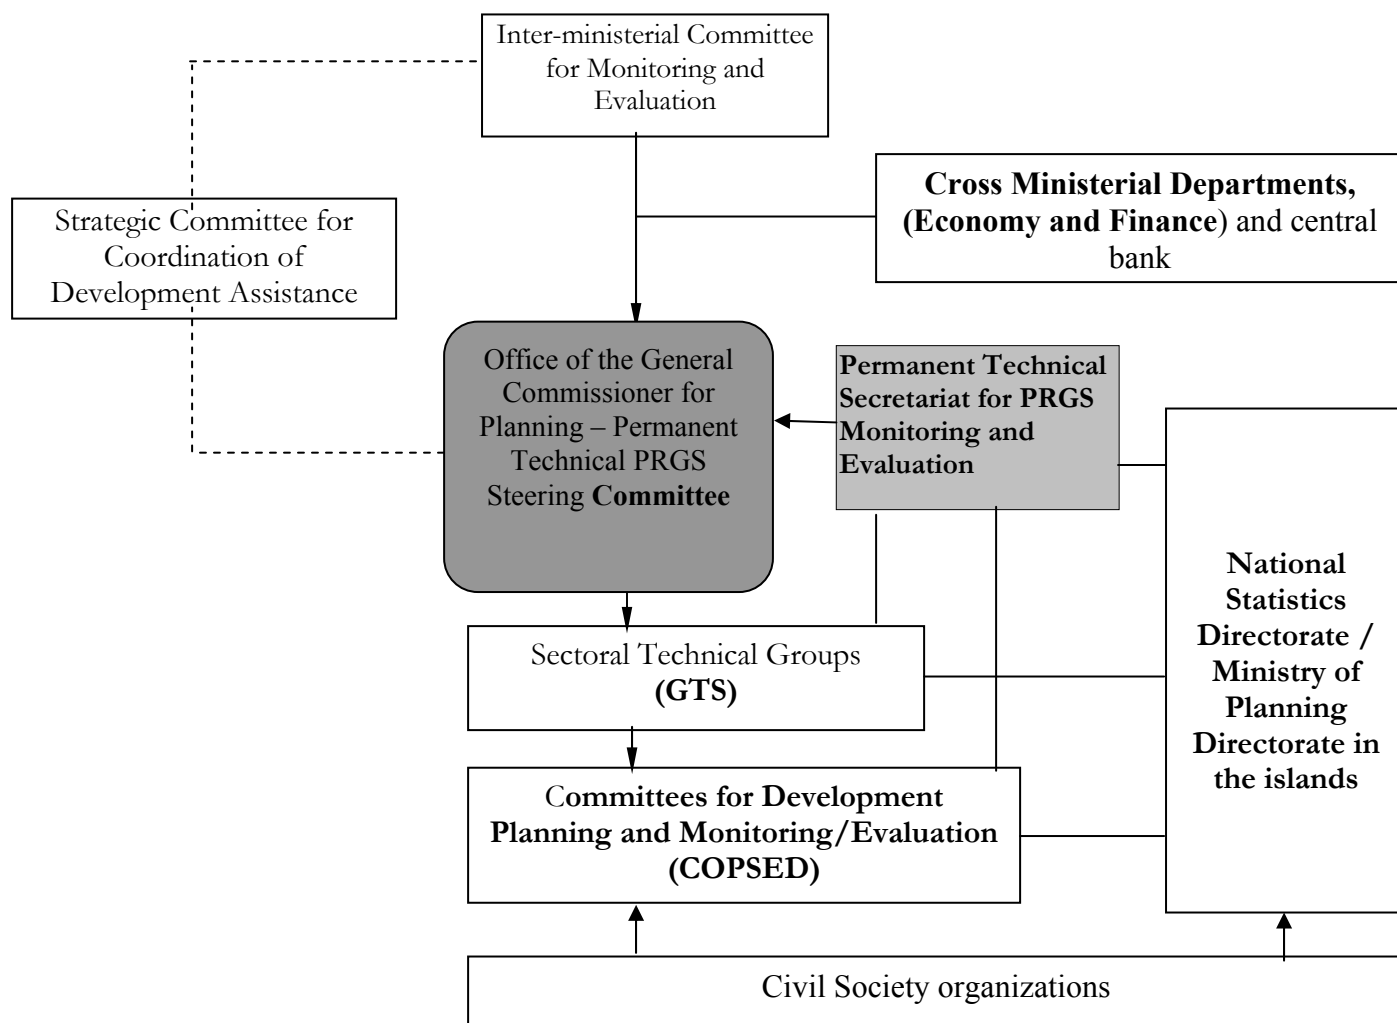 Inter-ministerial Committee
for Monitoring and
Evaluation
Cross Ministerial Departments,
(Economy and Finance) and central
bank
Strategic Committee for
Coordination of
Development Assistance
Office of the General
Commissioner for
Planning – Permanent
Technical PRGS
Steering Committee
Permanent Technical
Secretariat for PRGS
Monitoring and
Evaluation
National
Statistics
Directorate /
Ministry of
Planning
Directorate in
the islands
Sectoral Technical Groups
(GTS)
Committees for Development
Planning and Monitoring/Evaluation
(COPSED)
Civil Society organizations